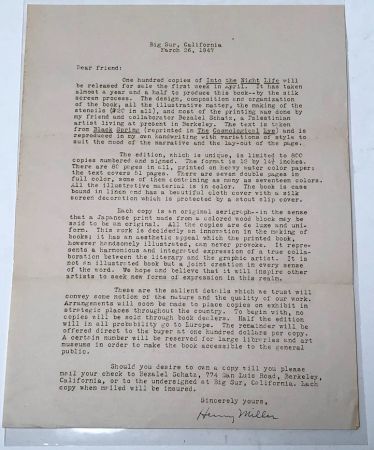 Big Sur, California
March 26, 1947
Dear Friend:
One hundred copies of Into the Night Life will
be released for sale the first week in April. It has taken
almost a year and a half to produce this book--by the silk
screen process. The design, composition and organization
of the book, all the illustrative matter, the making of the
stencils (in all), and most of the printing was done by
my friend and collaborator Bezalel Schatz, a Palestinian
artist living at present in Berkeley. The text is taken
from Black Spring (reprinted in The Cosmological Eye) and is
reproduced in my own handwriting with variations of style to
suit the mood of the narrative and the lay-out of the page.
The edition, which is unique, is limited to 800
copies numbered and signed. The format is 12 by 14½ inches.
There are 80 pages in all, printed on heavy rag color paper;
the text covers 51 pages. There are seven double pages in
full color, some of them containing as many as seventeen colors.
All the illustrative material is in color. The book is case
bound in linen and has a beautiful cloth cover with a silk
screen decoration which is protected by a stout slip cover.
Each copy is an original serigraph--in the sense
that a Japanese print made from a colored wood block may be
said to be an original. All the copies are de luxe and uni-
form. This work is decidedly an innovation in the making of
books; it has an esthetic appeal which the printed book,
however handsomely illustrated, can never provoke. It repre-
sents a harmonious and integrated expression of a true colla
boration between the literary and the graphic artist. It is
not an illustrated book but a joint creation in every sense
of the word. We hope and believe that it will inspire other
artists to seek new forms of expression in this realm.
These are the salient details which we trust will
convey some notion of the nature and the quality of our work.
Arrangements will soon be made to place copies on exhibit in
strategic places throughout the country. To begin with, no
copies will be sold through book dealers. Half the edition
will in all probability go to Europe. The remainder will be
offered direct to the buyer at one hundred dollars per copy.
A certain number will be reserved for large libraries and art
museums in order to make the book accessible to the general
public.
Should you desire to own a copy will you please
mail your check to Bezalel Schatz, 774 San Luis Road, Berkeley,
California, or to the undersigned at Big Sur, California. Each
copy when mailed will be insured.
Sincerely yours,
Henry Miller